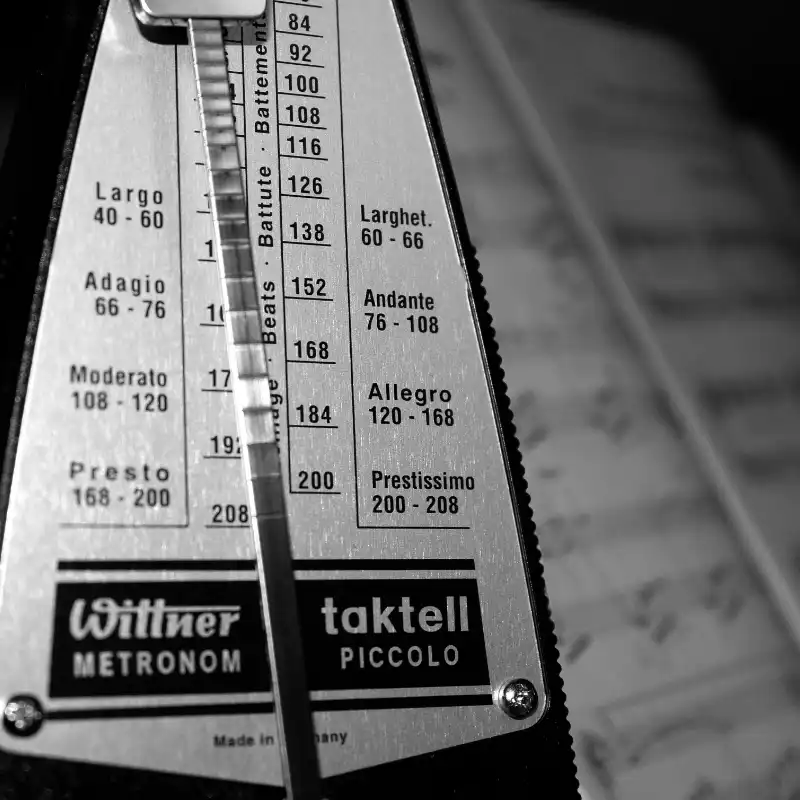 84
92
100
108
116
126
138
152
168
184
200
Battements · Battute · Beats ·
192
208
Largo
40 - 60
Adagio
66 - 76
Moderato
108 - 120
Presto
168 - 200
Larghet.
60 - 66
Andante
76 - 108
Allegro
120 - 168
Prestissimo
200 - 208
Wittner
METRONOM
taktell
PICCOLO
Made in